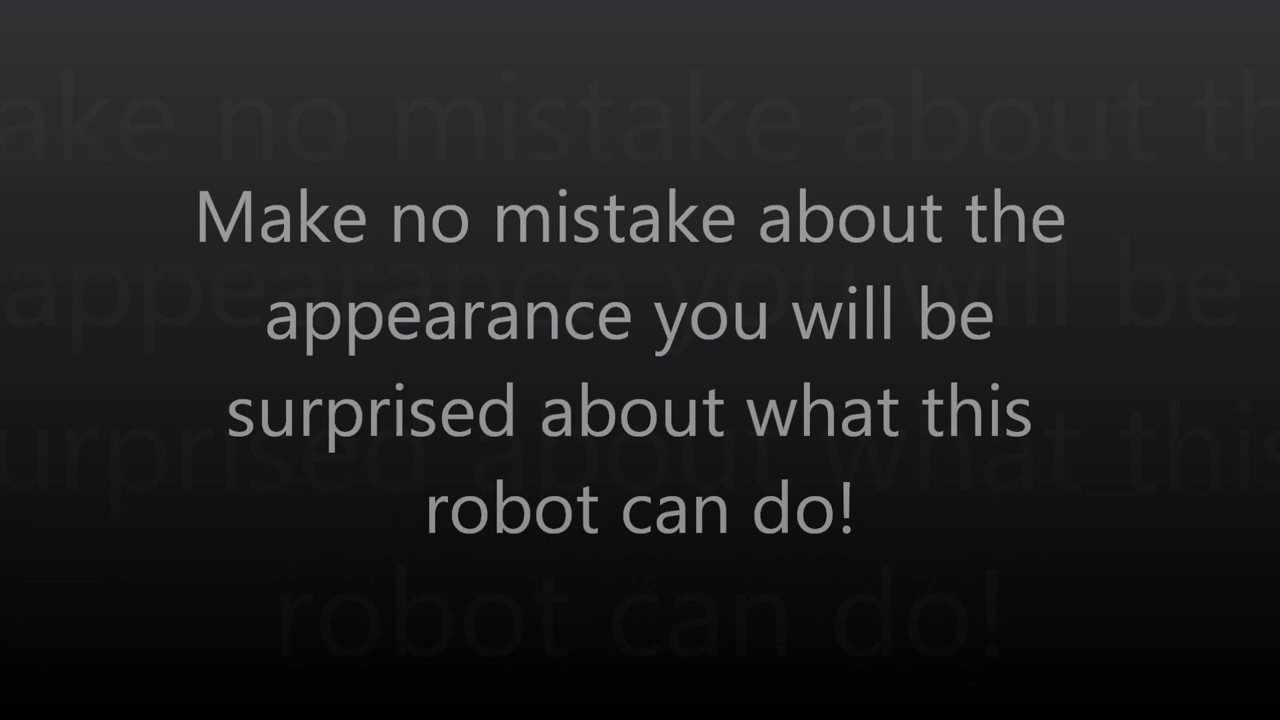 Make no mistake about the
appearance you will be
surprised about what this
robot can do!